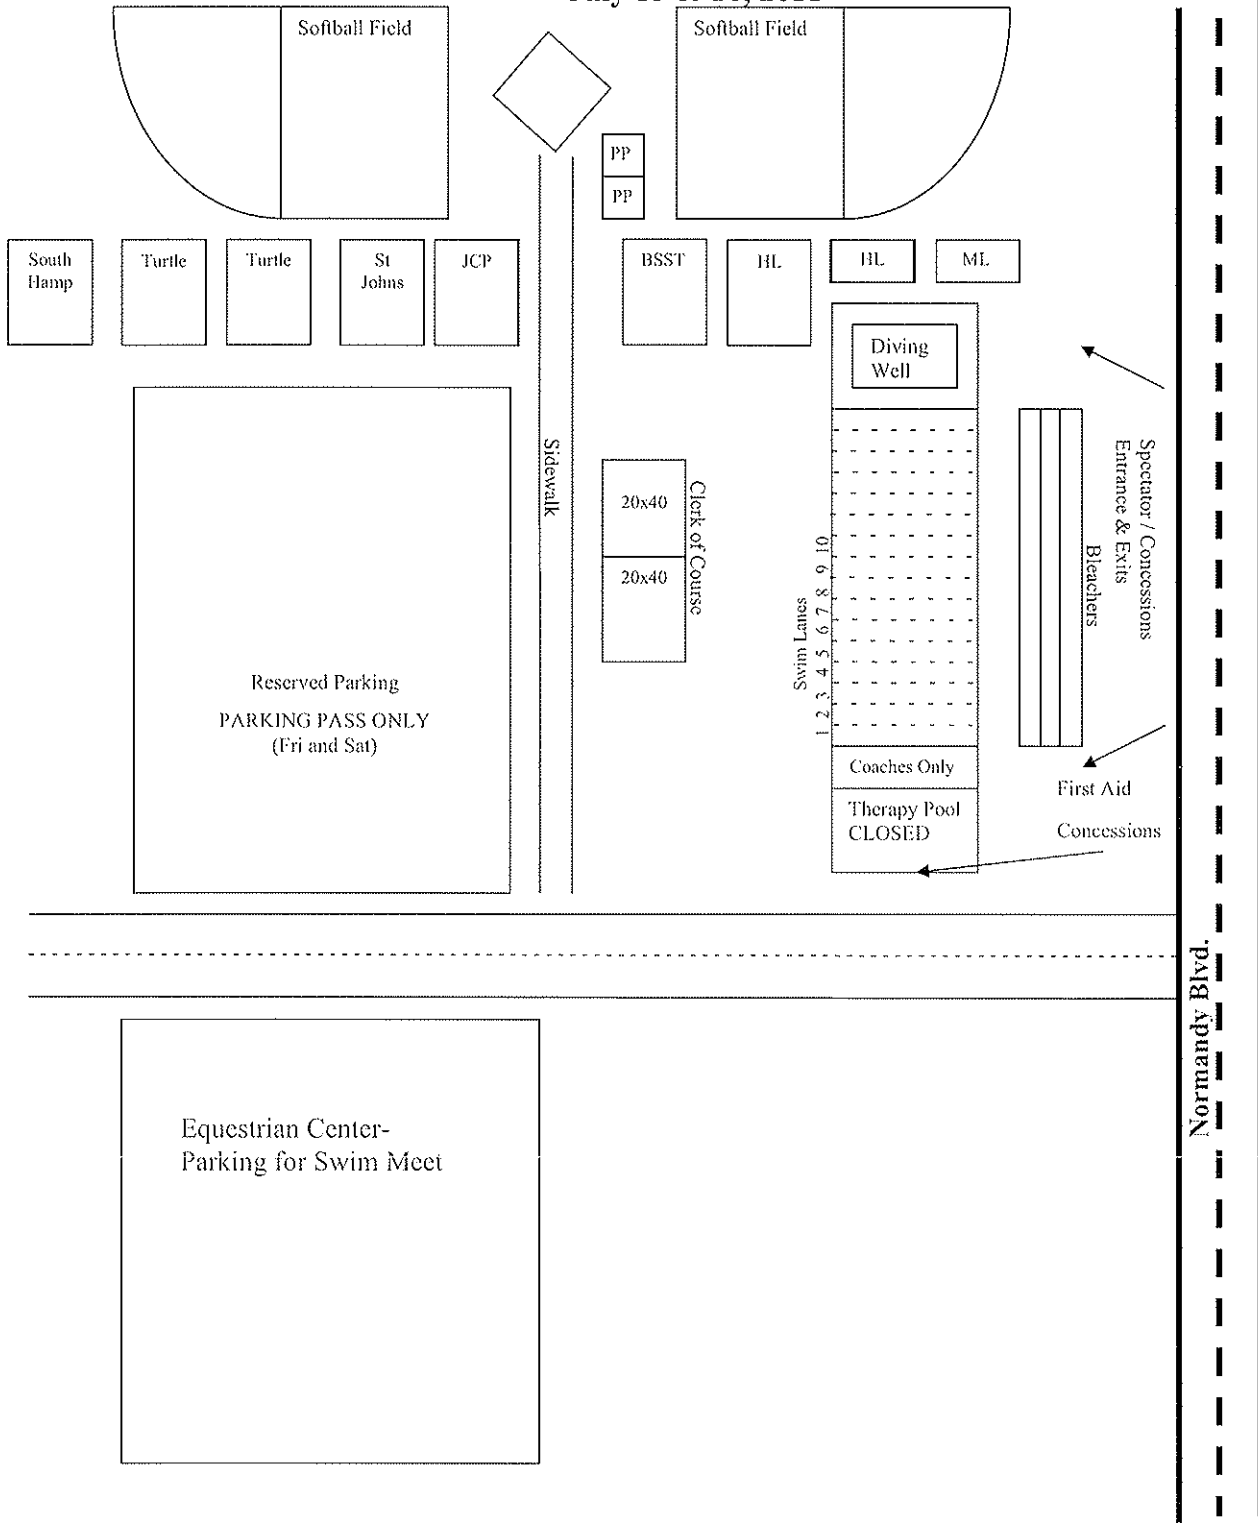 Softball Field
Softball Field
PP
PP
South
Hamp
Turtle
Turtle
St
Johns
JCP
BSST
HL
HL
ML
Diving
Well
Sidewalk
20x40
20x40
Clerk of Course
Swim Lanes
1 2 3 4 5 6 7 8 9 10
Bleachers
Spectator / Concessions
Entrance & Exits
Reserved Parking
PARKING PASS ONLY
(Fri and Sat)
Coaches Only
Therapy Pool
CLOSED
First Aid
Concessions
Normandy Blvd.
Equestrian Center-
Parking for Swim Meet